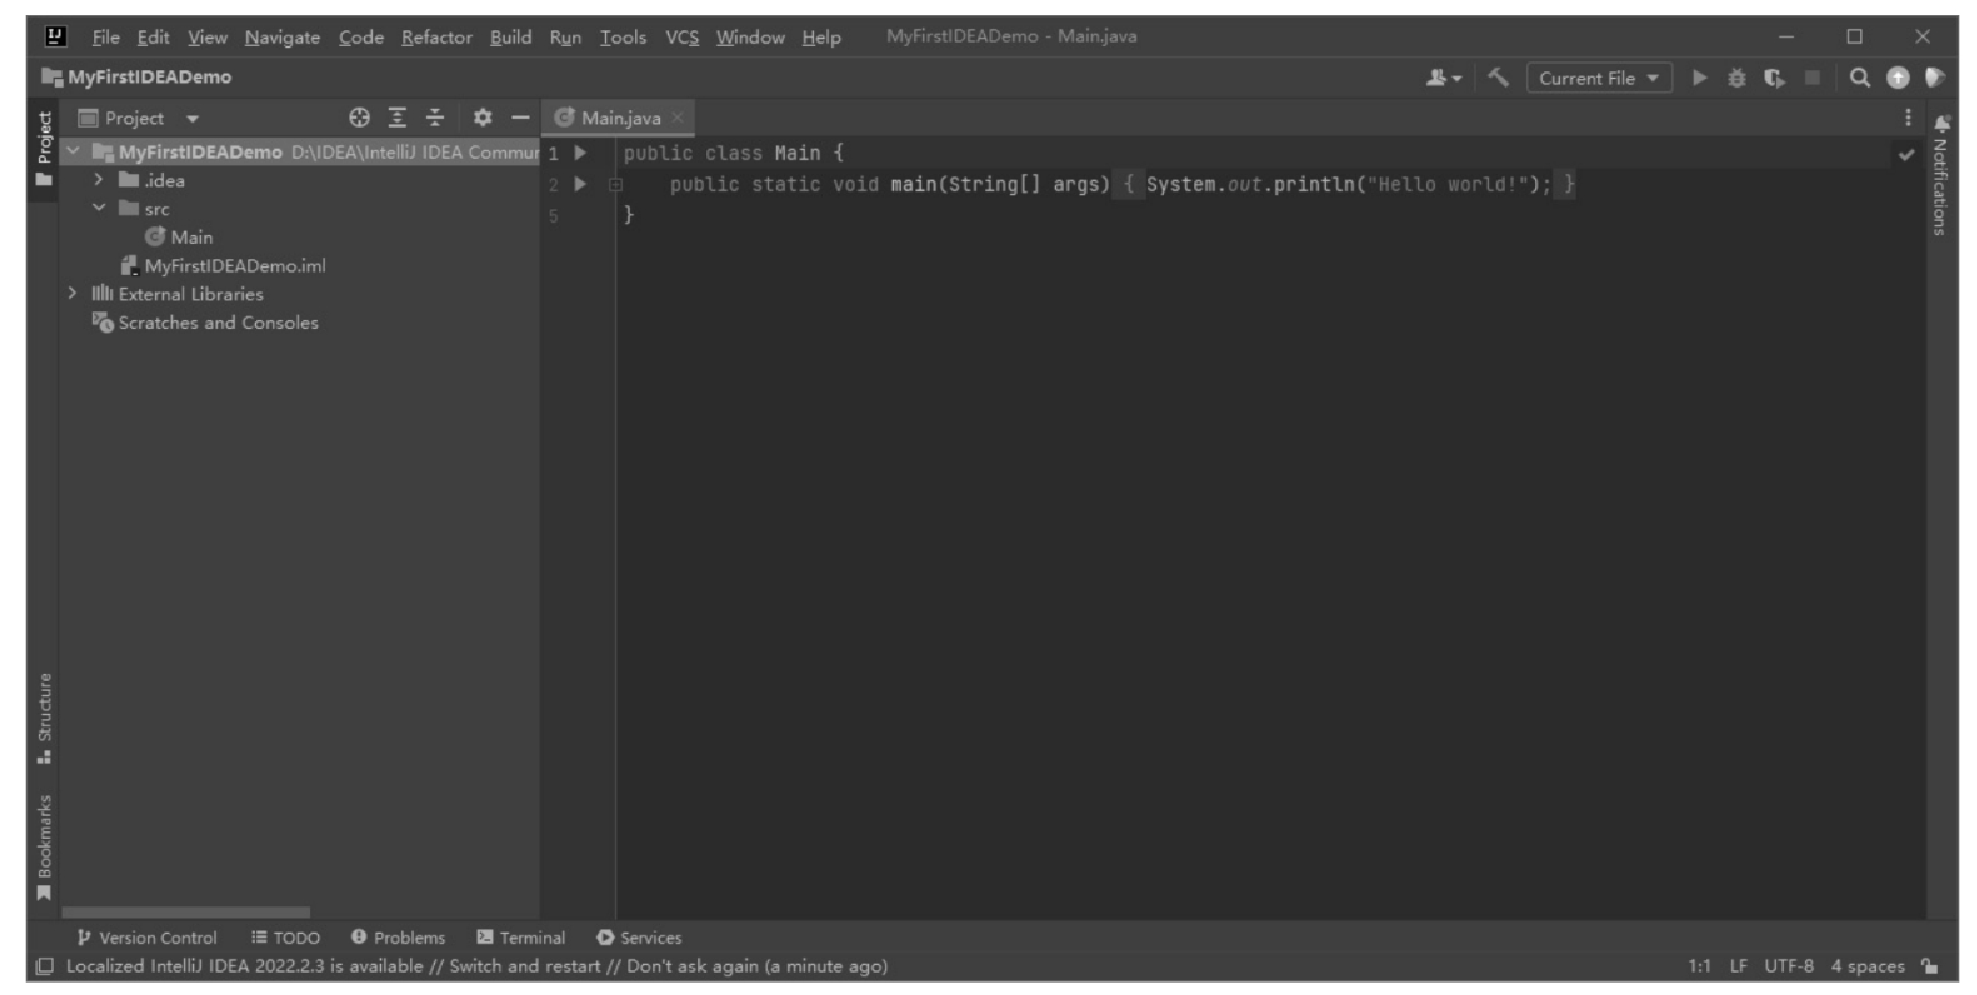 IJ File Edit View Navigate Code Refactor Build Run Tools VCS Window Help MyFirstIDEADemo - Main.java
MyFirstIDEADemo
Current File
Project
Project
Main.java
MyFirstIDEADemo D:\IDEA\IntelliJ IDEA Commun
.idea
src
Main
MyFirstIDEADemo.iml
External Libraries
Scratches and Consoles
1 public class Main {
2 public static void main(String[] args) { System.out.println("Hello world!"); }
5 }
Notifications
Structure
Bookmarks
Version Control TODO Problems Terminal Services
Localized IntelliJ IDEA 2022.2.3 is available // Switch and restart // Don't ask again (a minute ago)
1:1 LF UTF-8 4 spaces